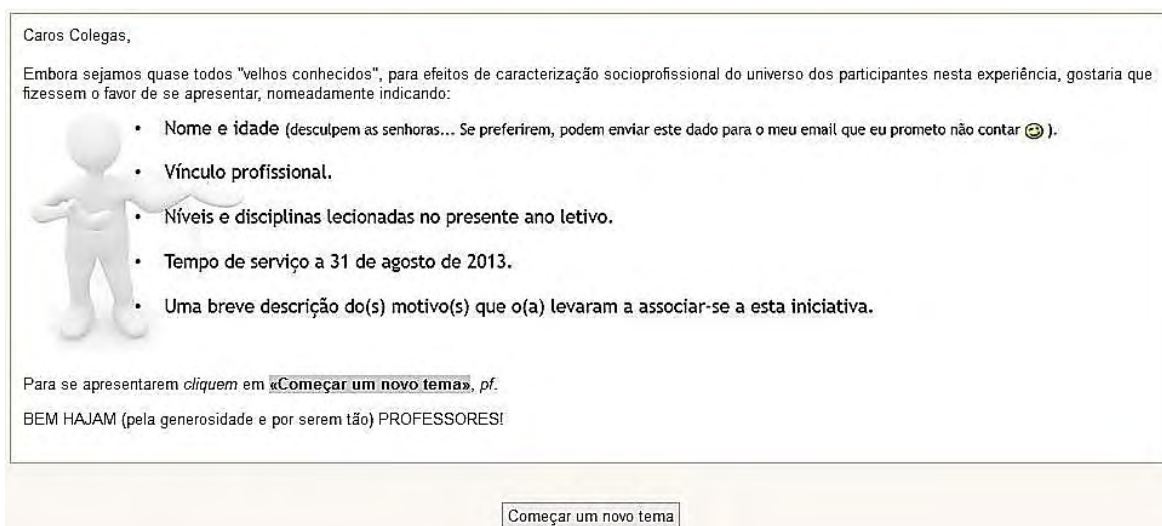 Caros Colegas,
Embora sejamos quase todos "velhos conhecidos", para efeitos de caracterização socioprofissional do universo dos participantes nesta experiência, gostaria que
fizessem o favor de se apresentar, nomeadamente indicando:
• Nome e idade (desculpem as senhoras... Se preferirem, podem enviar este dado para o meu email que eu prometo não contar 😊 ).
• Vínculo profissional.
• Níveis e disciplinas lecionadas no presente ano letivo.
• Tempo de serviço a 31 de agosto de 2013.
• Uma breve descrição do(s) motivo(s) que o(a) levaram a associar-se a esta iniciativa.
Para se apresentarem cliquem em «Começar um novo tema», pf.
BEM HAJAM (pela generosidade e por serem tão) PROFESSORES!
Começar um novo tema